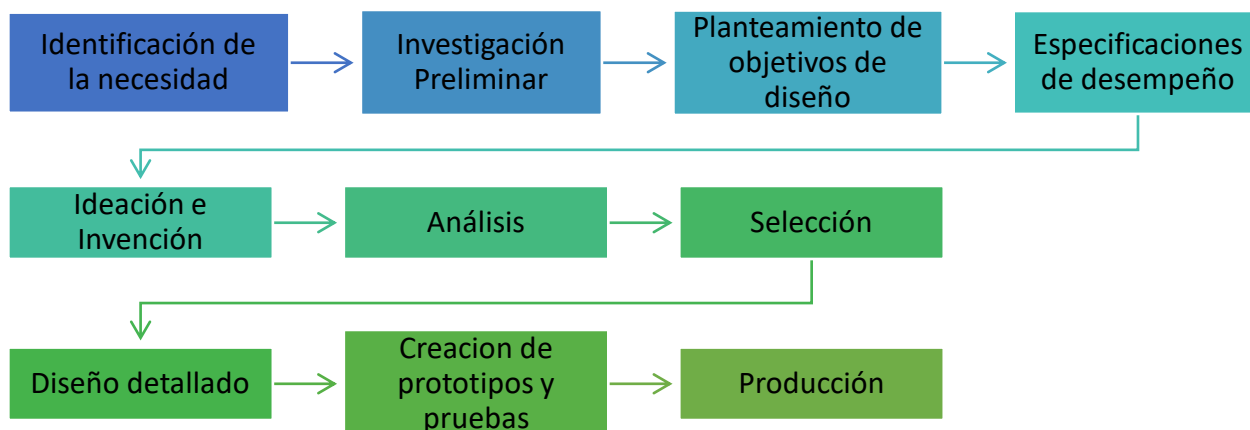 Identificación de
la necesidad
Investigación
Preliminar
Planteamiento de
objetivos de
diseño
Especificaciones
de desempeño
Ideación e
Invención
Análisis
Selección
Diseño detallado
Creacion de
prototipos y
pruebas
Producción